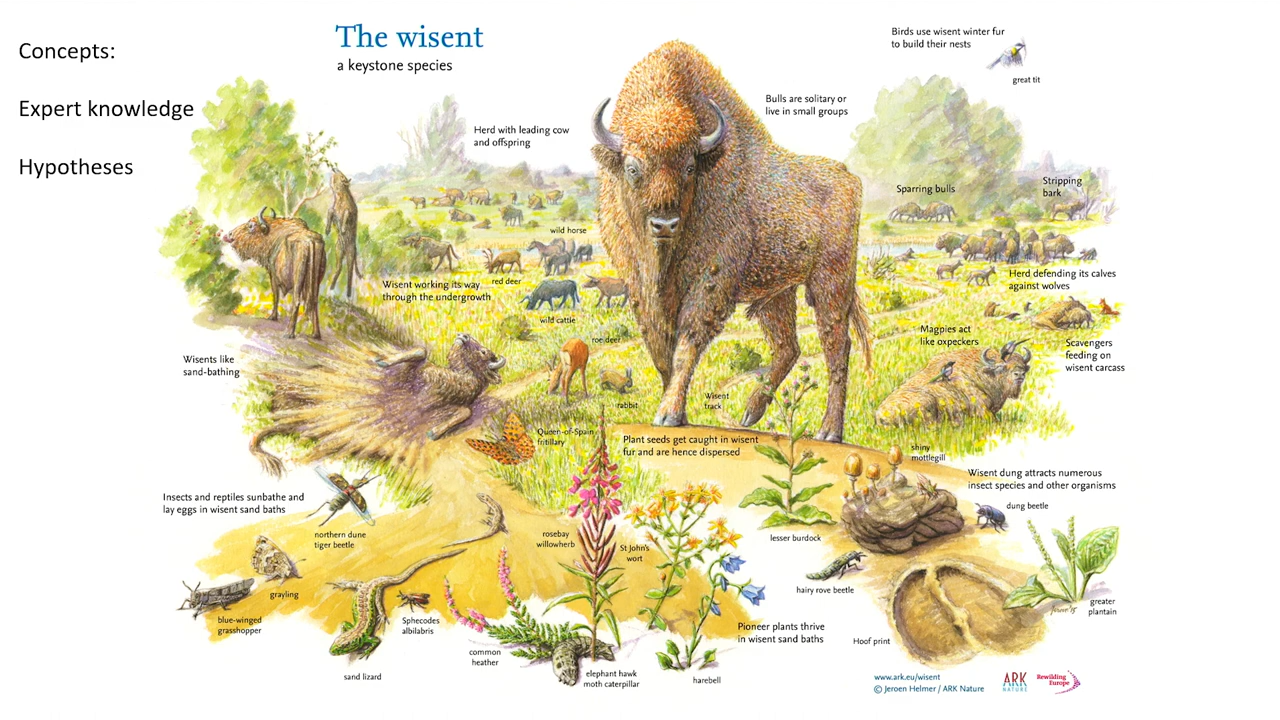 Concepts:
Expert knowledge
Hypotheses
The wisent
a keystone species
Birds use wisent winter fur
to build their nests
great tit
Bulls are solitary or
live in small groups
Herd with leading cow
and offspring
Sparring bulls
Stripping
bark
wild horse
red deer
Wisent working its way
through the undergrowth
Herd defending its calves
against wolves
wild cattle
Magpies act
like oxpeckers
roe deer
Scavengers
feeding on
wisent carcass
Wisents like
sand-bathing
rabbit
Wisent
track
Queen-of-Spain
fritillary
Plant seeds get caught in wisent
fur and are hence dispersed
shiny
mottlegill
Wisent dung attracts numerous
insect species and other organisms
Insects and reptiles sunbathe and
lay eggs in wisent sand baths
dung beetle
northern dune
tiger beetle
rosebay
willowherb
St John's
wort
lesser burdock
grayling
hairy rove beetle
blue-winged
grasshopper
Sphecodes
albilabris
greater
plantain
Pioneer plants thrive
in wisent sand baths
Hoof print
common
heather
sand lizard
elephant hawk
moth caterpillar
harebell
www.ark.eu/wisent
© Jeroen Helmer / ARK Nature
ARK
NATURE
Rewilding
Europe